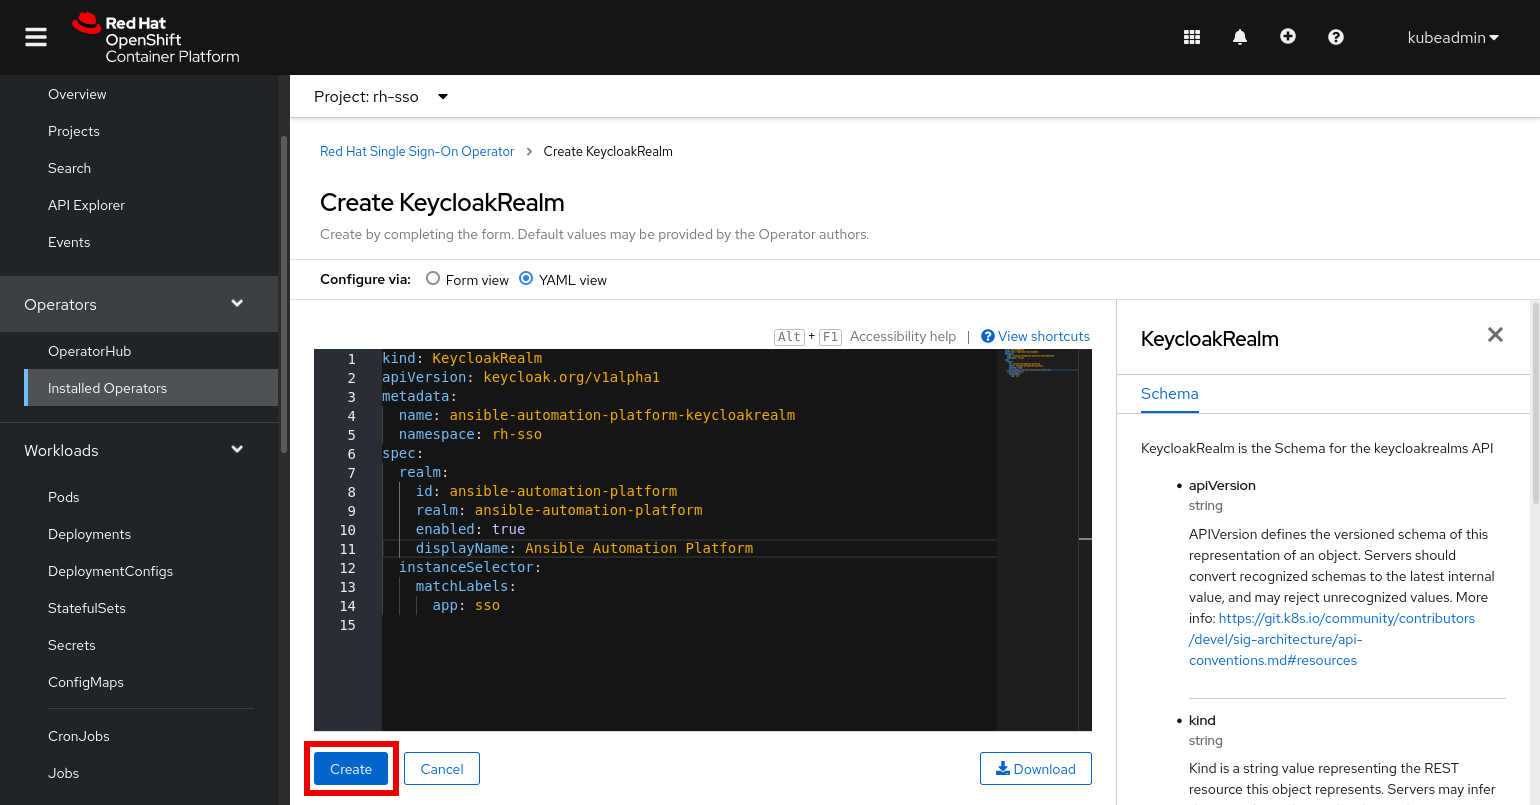 Red Hat
OpenShift
Container Platform
kubeadmin
Overview
Projects
Search
API Explorer
Events
Operators
OperatorHub
Installed Operators
Workloads
Pods
Deployments
DeploymentConfigs
StatefulSets
Secrets
ConfigMaps
CronJobs
Jobs
Project: rh-sso
Red Hat Single Sign-On Operator > Create KeycloakRealm
Create KeycloakRealm
Create by completing the form. Default values may be provided by the Operator authors.
Configure via: Form view YAML view
Alt + F1 Accessibility help | View shortcuts
1 kind: KeycloakRealm
2 apiVersion: keycloak.org/v1alpha1
3 metadata:
4 name: ansible-automation-platform-keycloakrealm
5 namespace: rh-sso
6 spec:
7 realm:
8 id: ansible-automation-platform
9 realm: ansible-automation-platform
10 enabled: true
11 displayName: Ansible Automation Platform
12 instanceSelector:
13 matchLabels:
14 app: sso
15
Create Cancel Download
KeycloakRealm
Schema
KeycloakRealm is the Schema for the keycloakrealms API
• apiVersion
string
APIVersion defines the versioned schema of this
representation of an object. Servers should
convert recognized schemas to the latest internal
value, and may reject unrecognized values. More
info: https://git.k8s.io/community/contributors
/devel/sig-architecture/api-
conventions.md#resources
• kind
string
Kind is a string value representing the REST
resource this object represents. Servers may infer